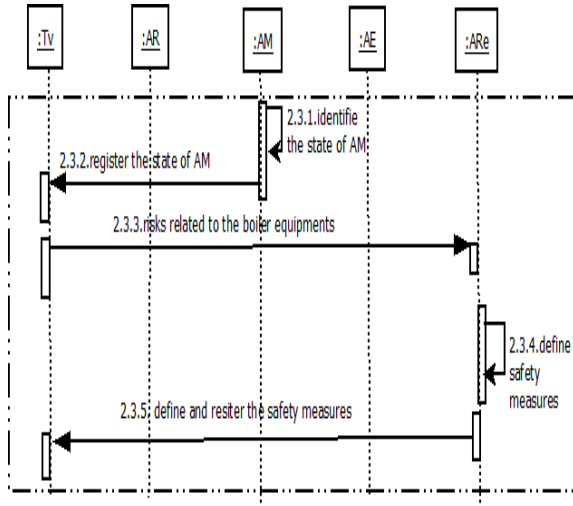 :Tv
:AR
:AM
:AE
:ARe
2.3.1.identifie
the state of AM
2.3.2.register the state of AM
2.3.3.risks related to the boiler equipments
2.3.4.define
safety
measures
2.3.5. define and resiter the safety measures